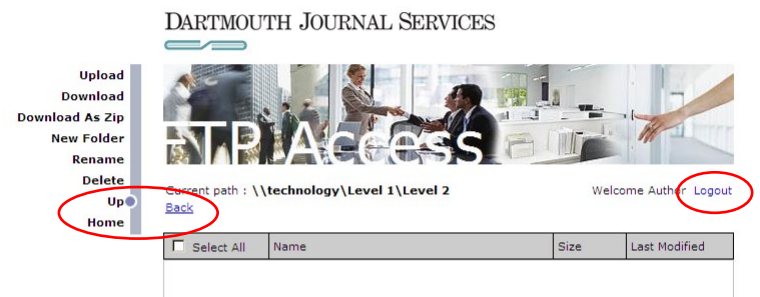 DARTMOUTH JOURNAL SERVICES
Upload
Download
Download As Zip
New Folder
Rename
Delete
Up
Home
FTP Access
Current path : \\technology\Level 1\Level 2
Welcome Author Logout
Back
Select All Name Size Last Modified